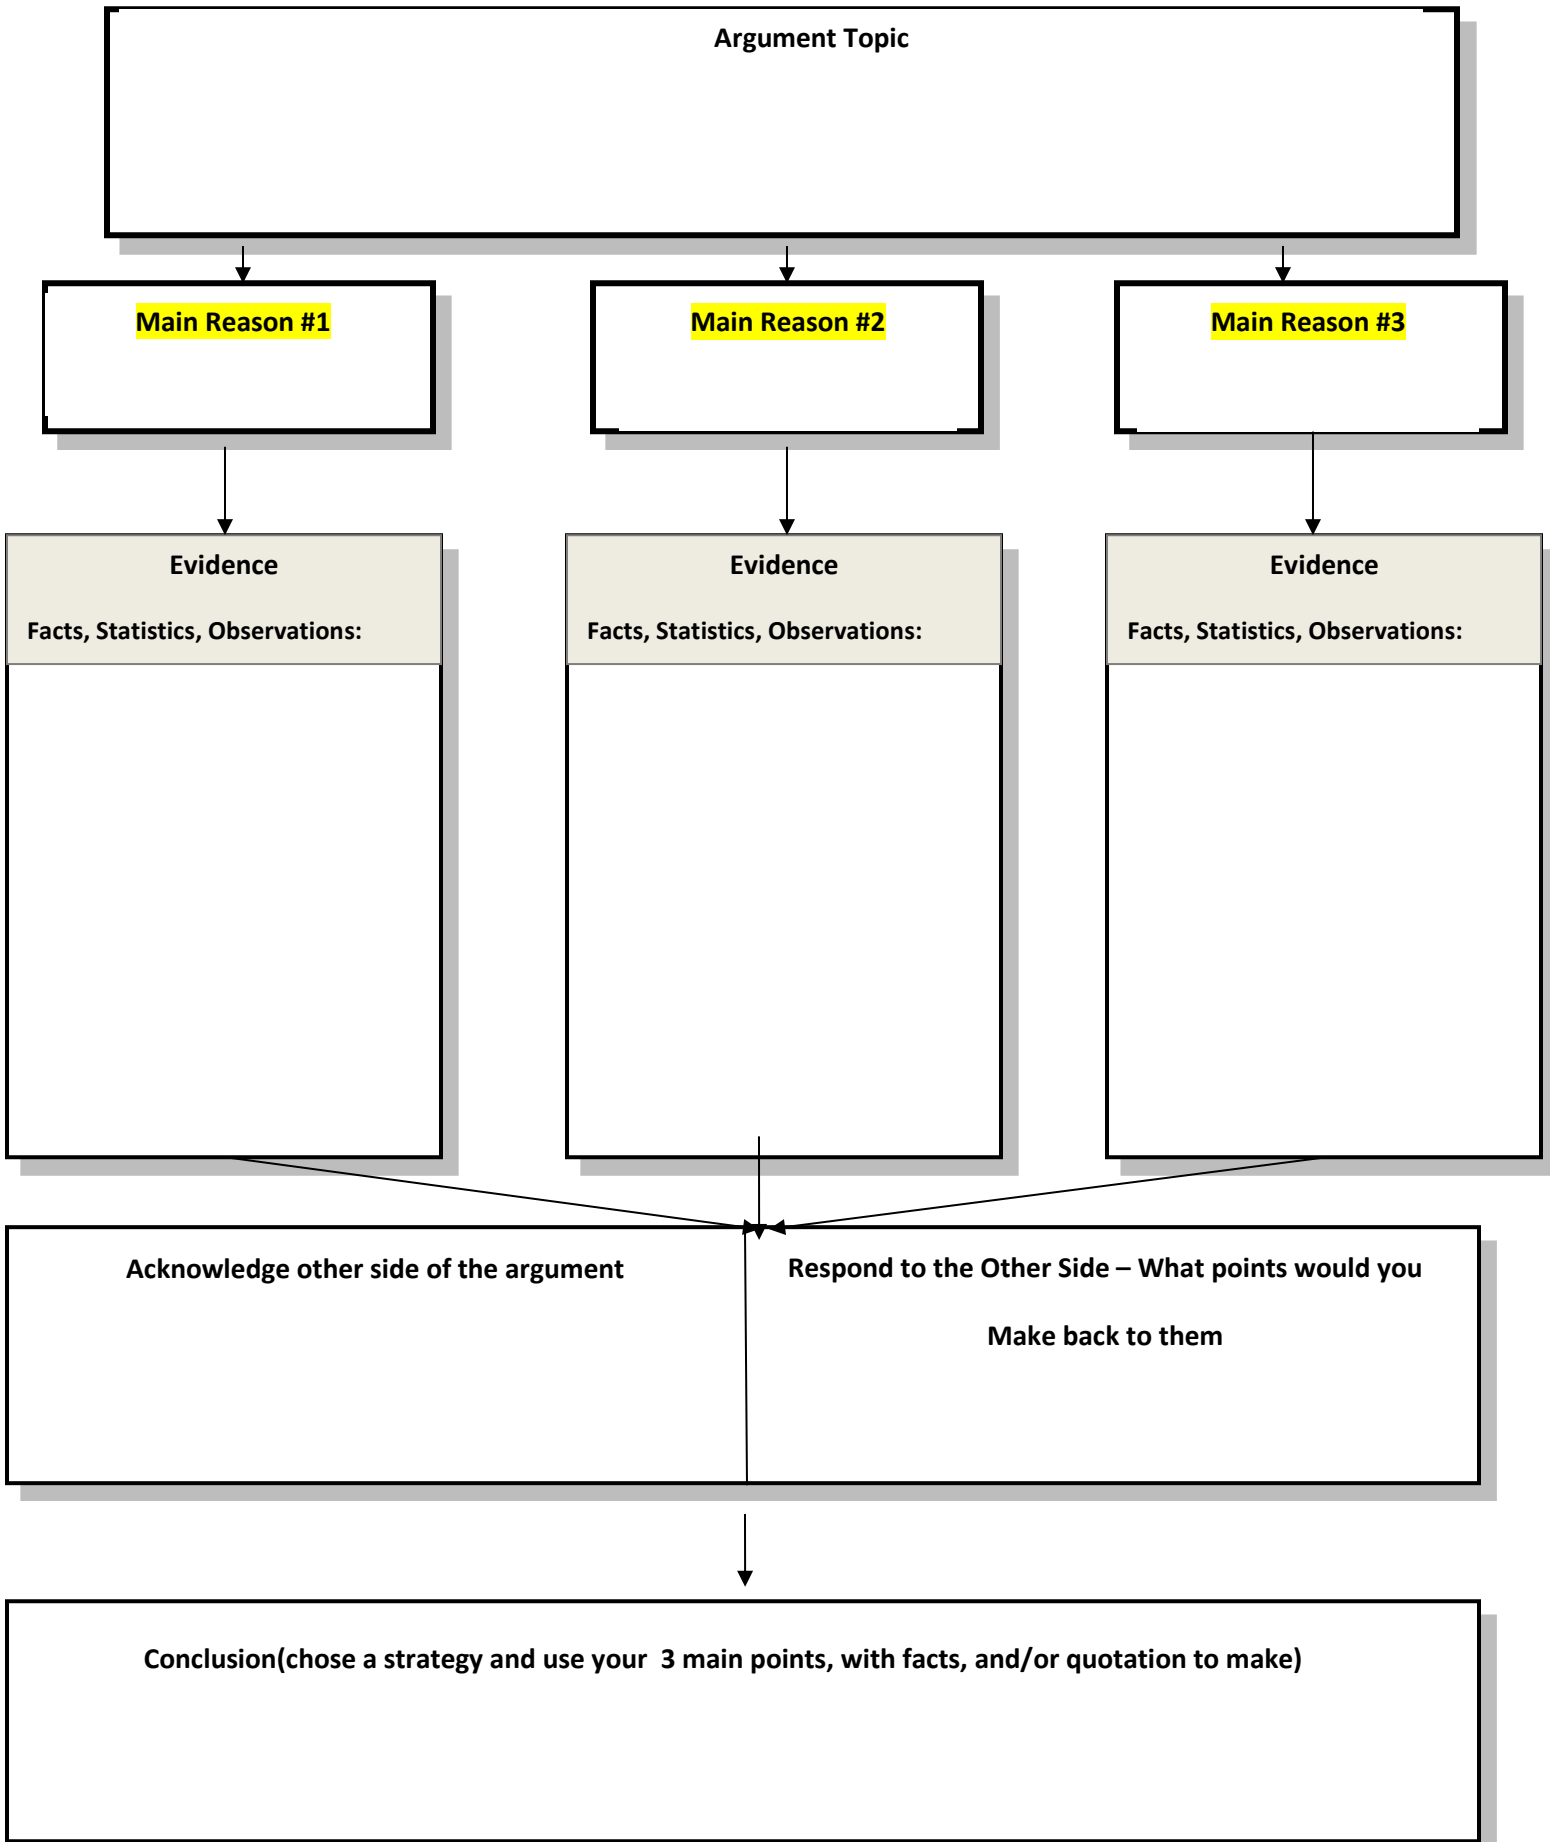 Argument Topic
Main Reason #1
Main Reason #2
Main Reason #3
Evidence
Facts, Statistics, Observations:
Evidence
Facts, Statistics, Observations:
Evidence
Facts, Statistics, Observations:
Acknowledge other side of the argument
Respond to the Other Side – What points would you
Make back to them
Conclusion(chose a strategy and use your  3 main points, with facts, and/or quotation to make)